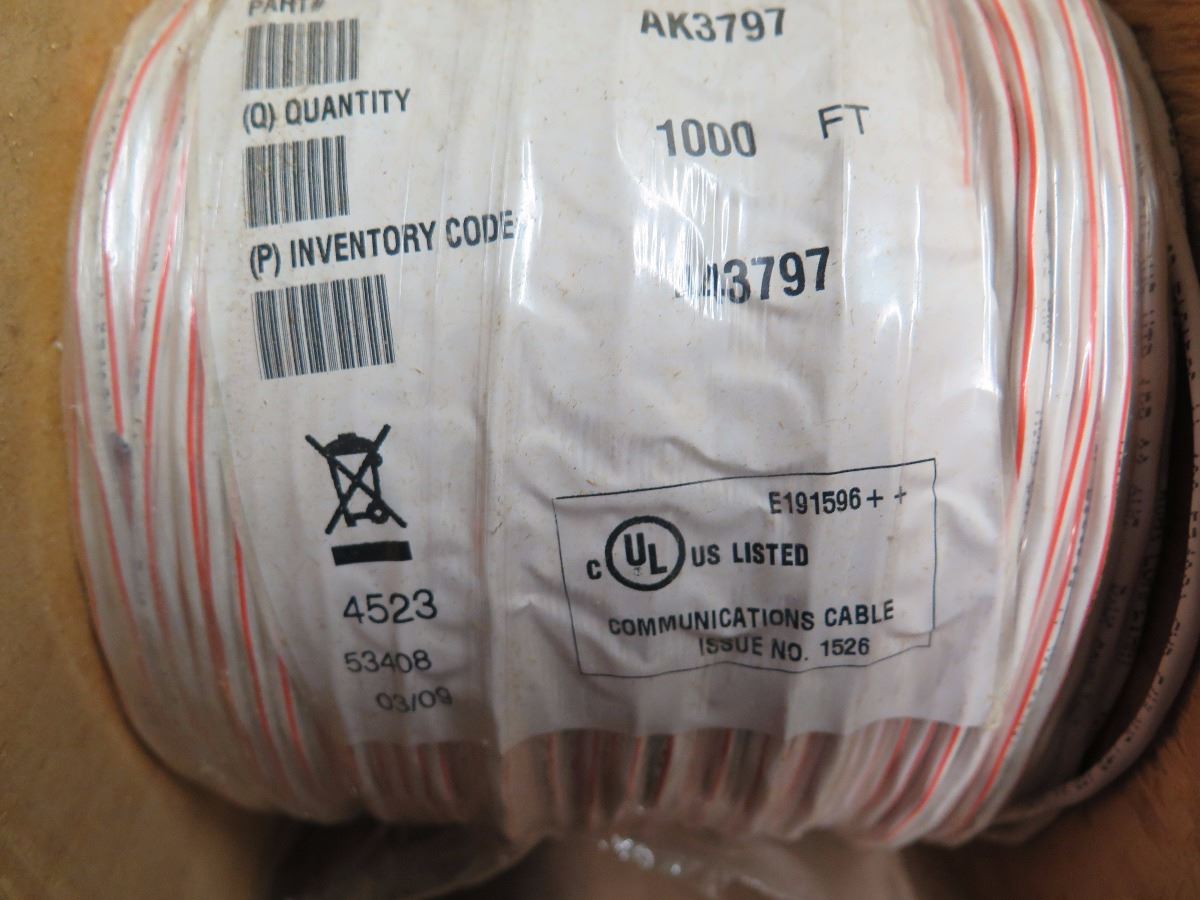 PART# AK3797
(Q) QUANTITY 1000 FT
(P) INVENTORY CODE 3797
E191596 + +
C UL US LISTED
COMMUNICATIONS CABLE
ISSUE NO. 1526
4523
53408
03/09